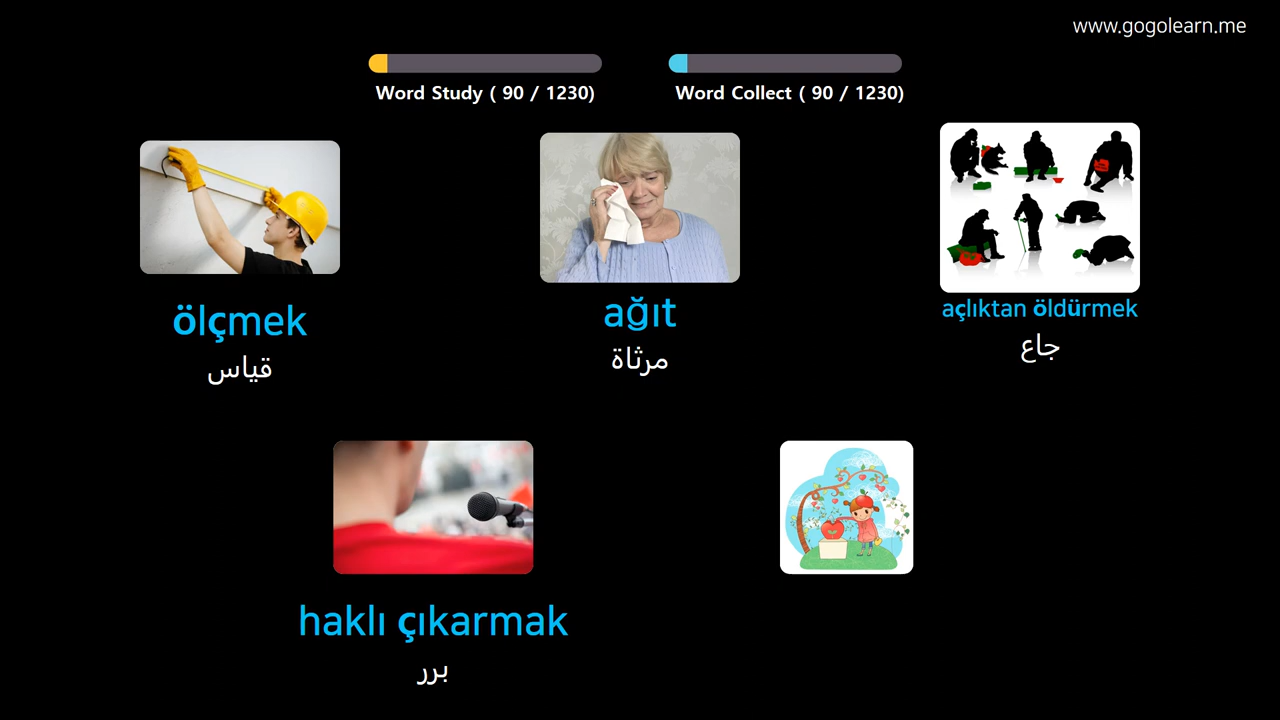 www.gogolearn.me
Word Study ( 90 / 1230)
Word Collect ( 90 / 1230)
ölçmek
قياس
ağıt
مرثاة
açlıktan öldürmek
جاع
haklı çıkarmak
برر